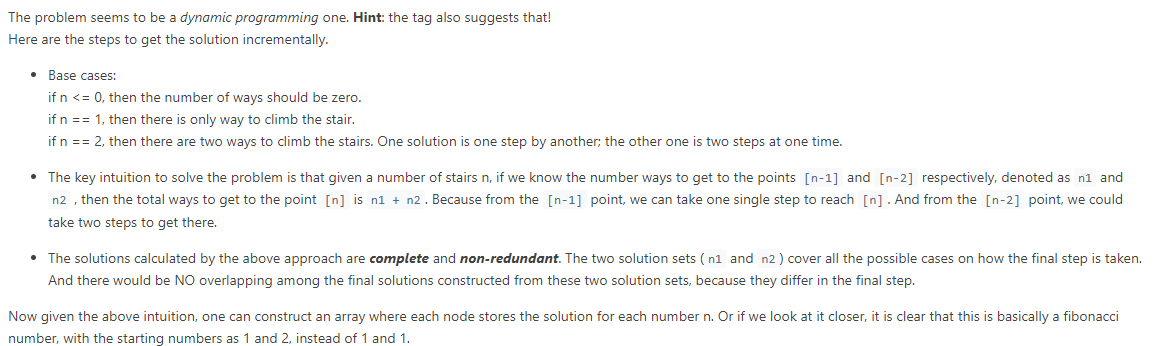 The problem seems to be a dynamic programming one. Hint: the tag also suggests that!
Here are the steps to get the solution incrementally.
• Base cases:
if n <= 0, then the number of ways should be zero.
if n == 1, then there is only way to climb the stair.
if n == 2, then there are two ways to climb the stairs. One solution is one step by another; the other one is two steps at one time.
• The key intuition to solve the problem is that given a number of stairs n, if we know the number ways to get to the points [n-1] and [n-2] respectively, denoted as n1 and
n2 , then the total ways to get to the point [n] is n1 + n2 . Because from the [n-1] point, we can take one single step to reach [n] . And from the [n-2] point, we could
take two steps to get there.
• The solutions calculated by the above approach are complete and non-redundant. The two solution sets ( n1 and n2 ) cover all the possible cases on how the final step is taken.
And there would be NO overlapping among the final solutions constructed from these two solution sets, because they differ in the final step.
Now given the above intuition, one can construct an array where each node stores the solution for each number n. Or if we look at it closer, it is clear that this is basically a fibonacci
number, with the starting numbers as 1 and 2, instead of 1 and 1.